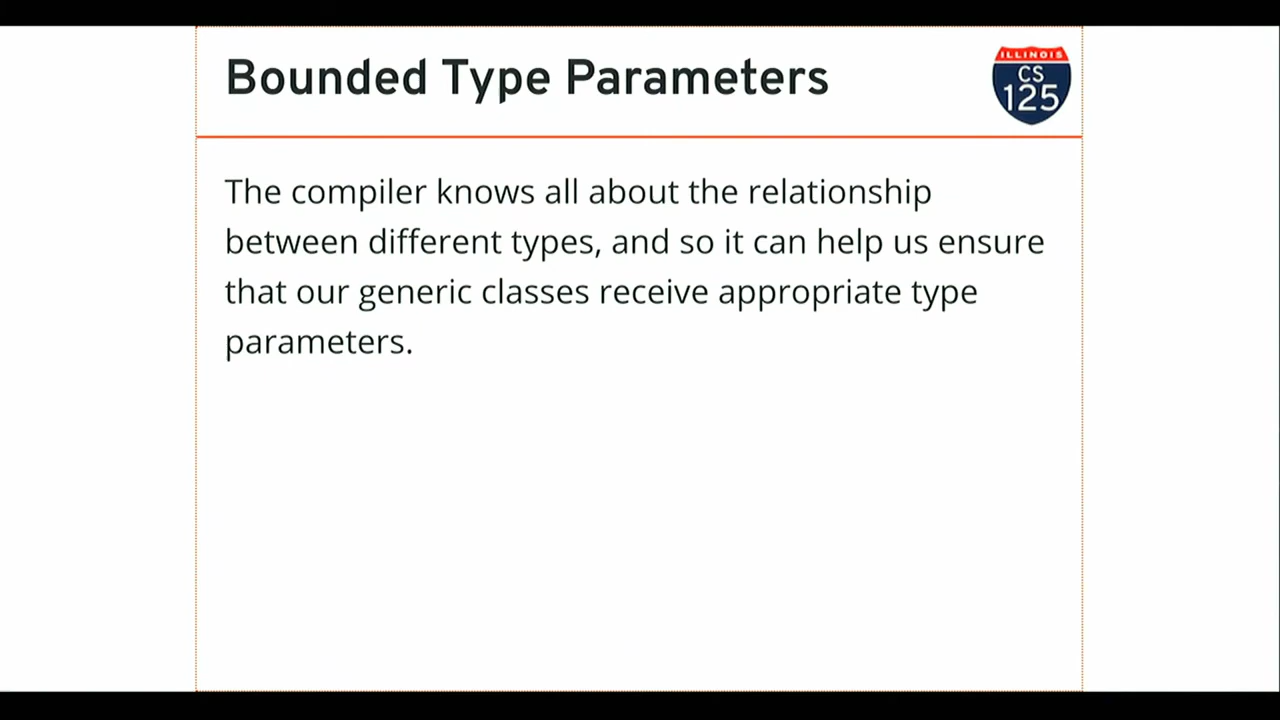 Bounded Type Parameters
ILLINOIS
CS
125
The compiler knows all about the relationship
between different types, and so it can help us ensure
that our generic classes receive appropriate type
parameters.